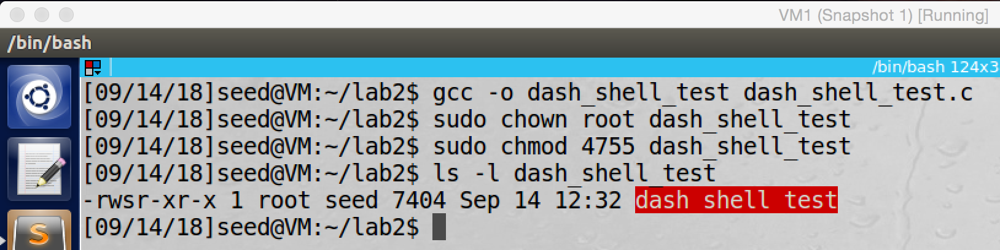 VM1 (Snapshot 1) [Running]
/bin/bash
/bin/bash 124x3
[09/14/18]seed@VM:~/lab2$ gcc -o dash_shell_test dash_shell_test.c
[09/14/18]seed@VM:~/lab2$ sudo chown root dash_shell_test
[09/14/18]seed@VM:~/lab2$ sudo chmod 4755 dash_shell_test
[09/14/18]seed@VM:~/lab2$ ls -l dash_shell_test
-rwsr-xr-x 1 root seed 7404 Sep 14 12:32 dash_shell_test
[09/14/18]seed@VM:~/lab2$